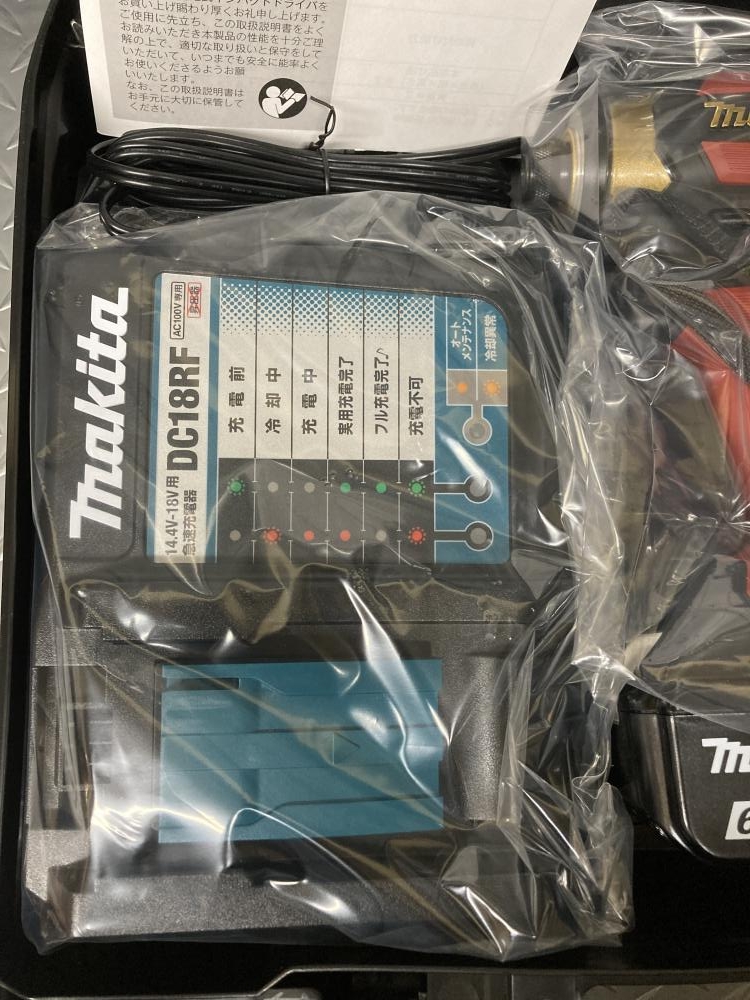 お買い上げ賜わり厚くお礼申し上げます。
ご使用に先立ち、この取扱説明書をよく
お読みいただき本製品の性能を十分ご理
解の上で、適切な取り扱いと保守をして
いただいて、いつまでも安全に能率よく
お使いくださるようお願
いいたします。
なお、この取扱説明書は
お手元に大切に保管して
ください。
makita
14.4V-18V用
急速充電器
DC18RF
AC100V専用
充電前
冷却中
充電中
実用充電完了
フル充電完了♪
充電不可
オート
メンテナンス
冷却異常
6